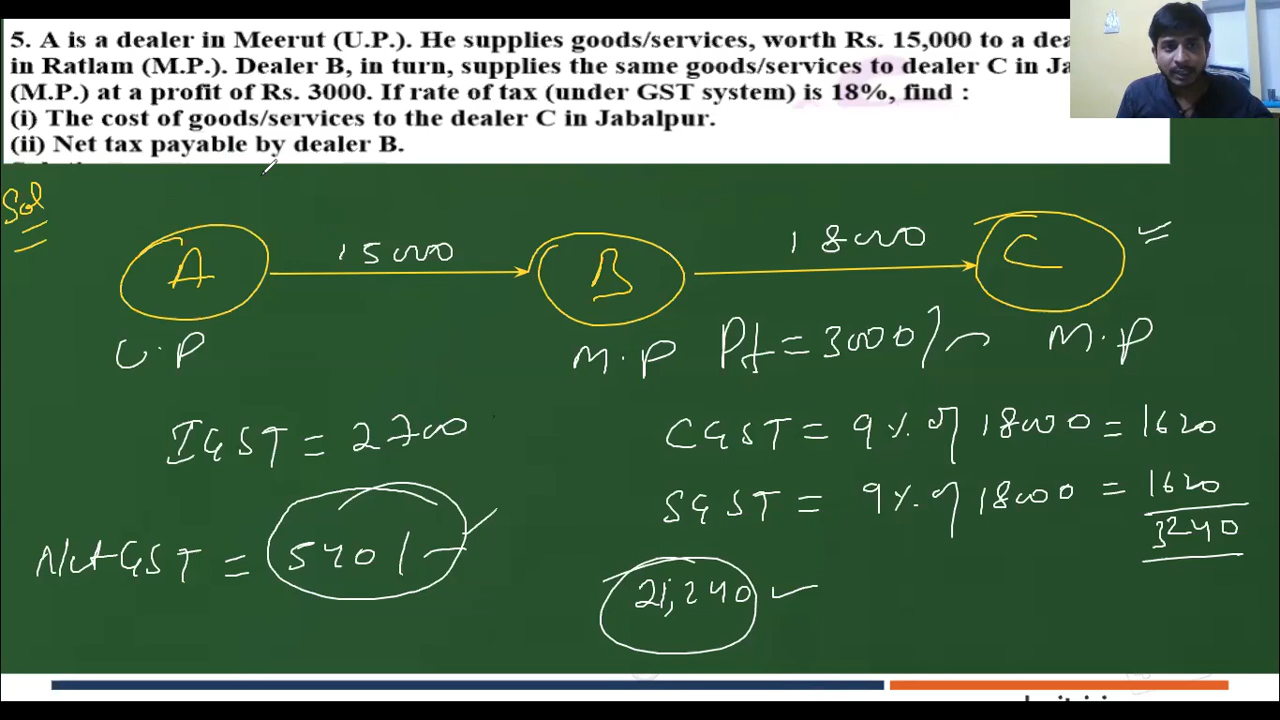 5. A is a dealer in Meerut (U.P.). He supplies goods/services, worth Rs. 15,000 to a
in Ratlam (M.P.). Dealer B, in turn, supplies the same goods/services to dealer C in
(M.P.) at a profit of Rs. 3000. If rate of tax (under GST system) is 18%, find :
(i) The cost of goods/services to the dealer C in Jabalpur.
(ii) Net tax payable by dealer B.
Sol
A 15000 B 18000 C
U.P M.P Pf = 3000/- M.P
IGST = 2700
CGST = 9% of 18000 = 1620
SGST = 9% of 18000 = 1620
3240
Net GST = 540/-
21,240